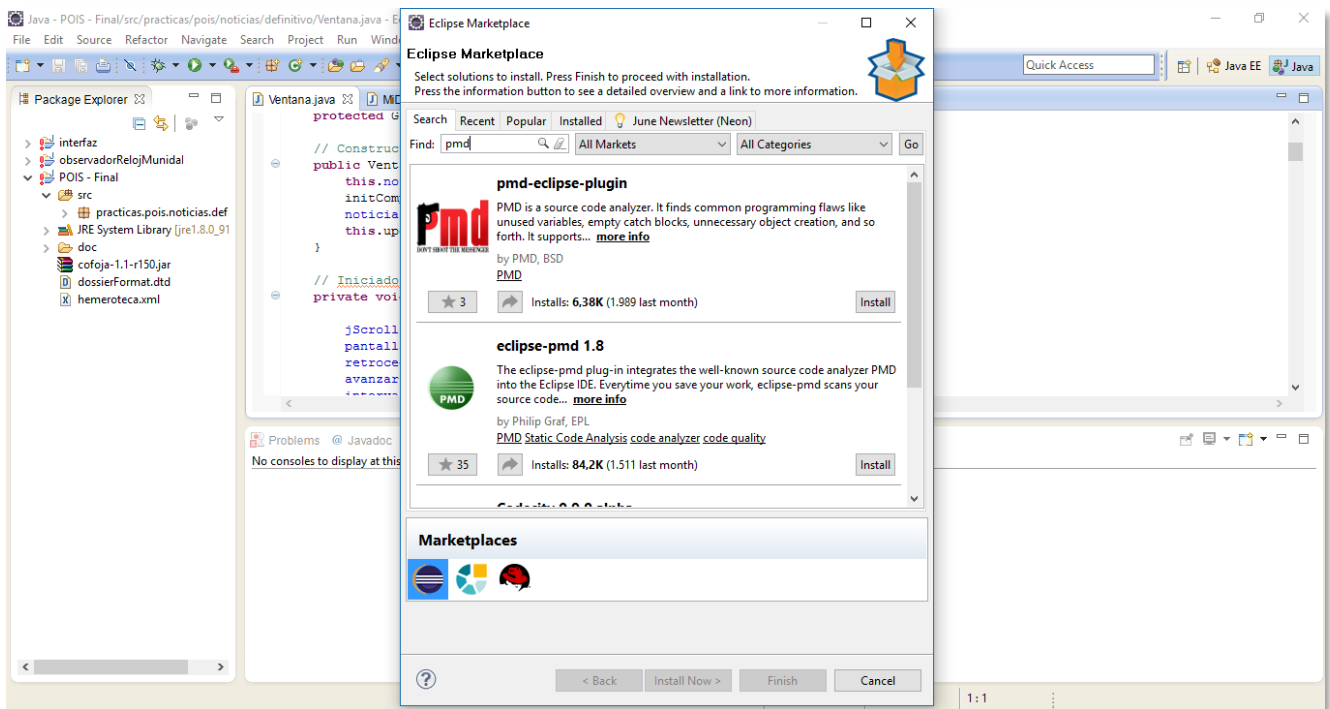 Java - POIS - Final/src/practicas/pois/noticias/definitivo/Ventana.java - E
File Edit Source Refactor Navigate Search Project Run Wind
Quick Access
Java EE
Java
Package Explorer
interfaz
observadorRelojMunidal
POIS - Final
src
practicas.pois.noticias.def
JRE System Library [jre1.8.0_91
doc
cofoja-1.1-r150.jar
dossierFormat.dtd
hemeroteca.xml
Ventana.java
MiD
protected G
// Construc
public Vent
this.no
initCom
noticia
this.up
}
// Iniciado
private voi
jScroll
pantall
retroce
avanzar
interva
Problems @ Javadoc
No consoles to display at this
1:1
Eclipse Marketplace
Eclipse Marketplace
Select solutions to install. Press Finish to proceed with installation.
Press the information button to see a detailed overview and a link to more information.
Search Recent Popular Installed June Newsletter (Neon)
Find: pmd All Markets All Categories Go
pmd-eclipse-plugin
Pmd
DON'T SHOOT THE MESSENGER
PMD is a source code analyzer. It finds common programming flaws like
unused variables, empty catch blocks, unnecessary object creation, and so
forth. It supports... more info
by PMD, BSD
PMD
3 Installs: 6,38K (1.989 last month) Install
eclipse-pmd 1.8
PMD
The eclipse-pmd plug-in integrates the well-known source code analyzer PMD
into the Eclipse IDE. Everytime you save your work, eclipse-pmd scans your
source code... more info
by Philip Graf, EPL
PMD Static Code Analysis code analyzer code quality
35 Installs: 84,2K (1.511 last month) Install
Marketplaces
< Back Install Now > Finish Cancel